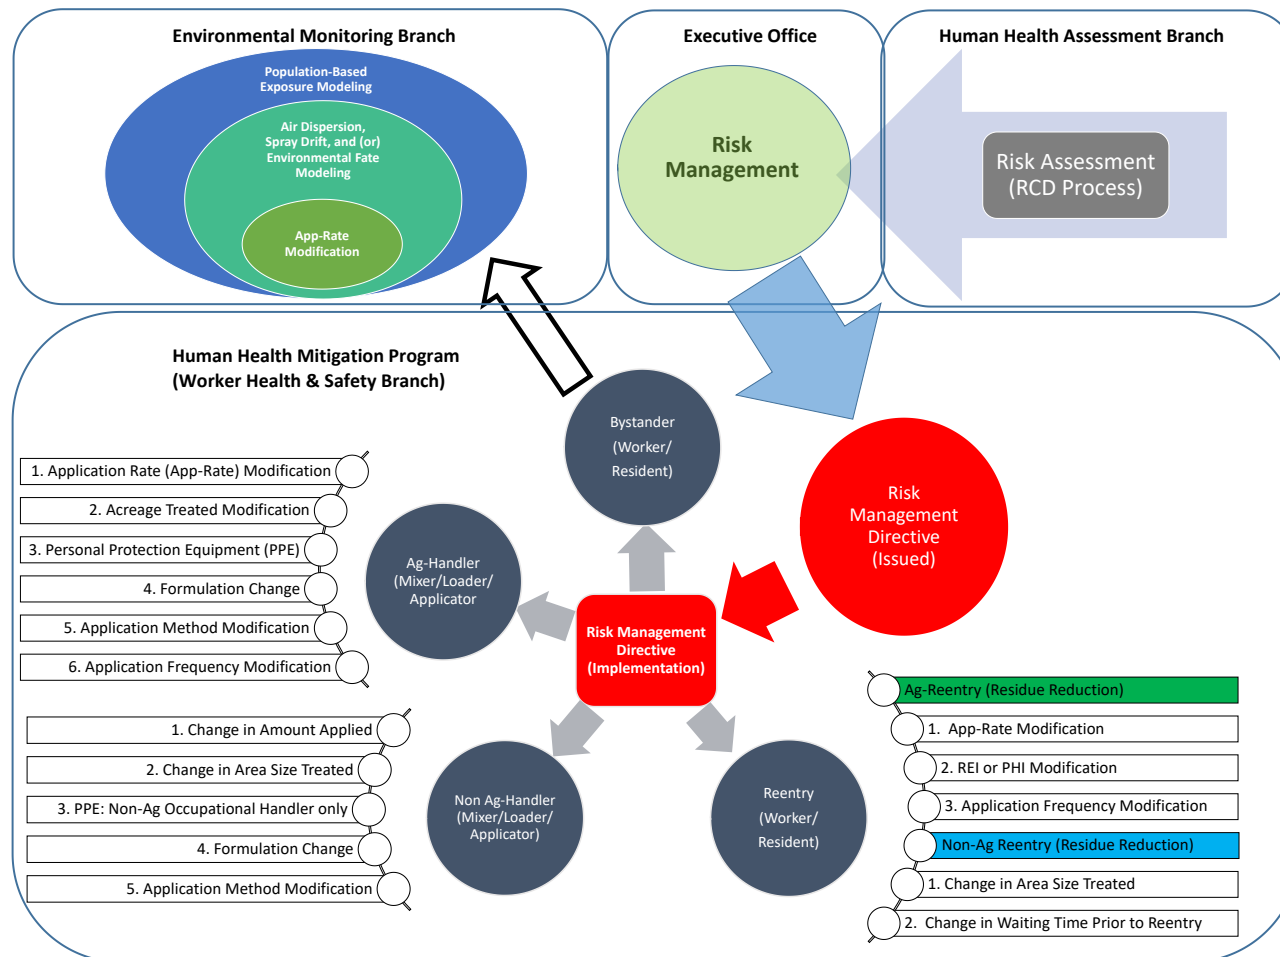 Environmental Monitoring Branch
Population-Based
Exposure Modeling
Air Dispersion,
Spray Drift, and (or)
Environmental Fate
Modeling
App-Rate
Modification
Executive Office
Risk
Management
Human Health Assessment Branch
Risk Assessment
(RCD Process)
Human Health Mitigation Program
(Worker Health & Safety Branch)
Bystander
(Worker/
Resident)
Risk
Management
Directive
(Issued)
1. Application Rate (App-Rate) Modification
2. Acreage Treated Modification
3. Personal Protection Equipment (PPE)
4. Formulation Change
5. Application Method Modification
6. Application Frequency Modification
Ag-Handler
(Mixer/Loader/
Applicator
Risk Management
Directive
(Implementation)
1. Change in Amount Applied
2. Change in Area Size Treated
3. PPE: Non-Ag Occupational Handler only
4. Formulation Change
5. Application Method Modification
Non Ag-Handler
(Mixer/Loader/
Applicator)
Reentry
(Worker/
Resident)
Ag-Reentry (Residue Reduction)
1. App-Rate Modification
2. REI or PHI Modification
3. Application Frequency Modification
Non-Ag Reentry (Residue Reduction)
1. Change in Area Size Treated
2. Change in Waiting Time Prior to Reentry